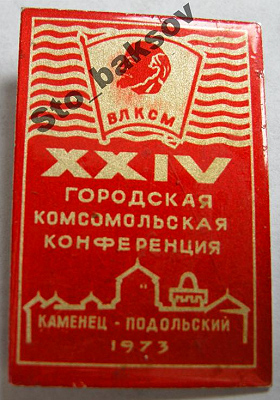 Sto_baksov
ВЛКСМ
XXIV
ГОРОДСКАЯ
КОМСОМОЛЬСКАЯ
КОНФЕРЕНЦИЯ
КАМЕНЕЦ - ПОДОЛЬСКИЙ
1973